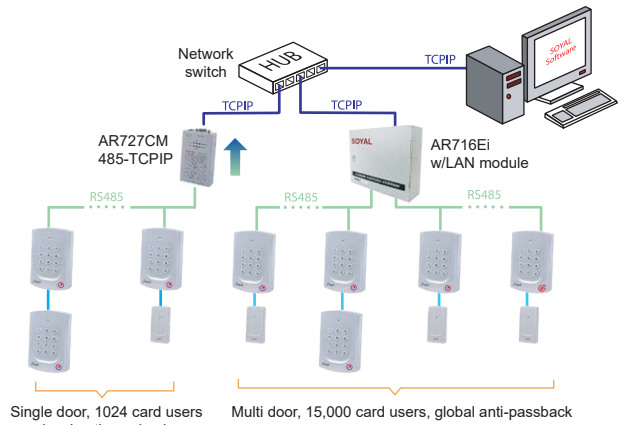 Network
switch
HUB
TCPIP
SOYAL
Software
TCPIP
TCPIP
AR727CM
485-TCPIP
SOYAL
AR716Ei
w/LAN module
RS485
RS485
RS485
Single door, 1024 card users
Multi door, 15,000 card users, global anti-passback